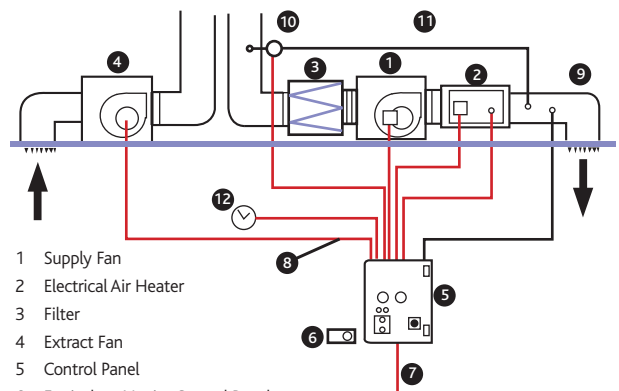 10
11
4
3
1
2
9
12
8
5
6
7
1 Supply Fan
2 Electrical Air Heater
3 Filter
4 Extract Fan
5 Control Panel